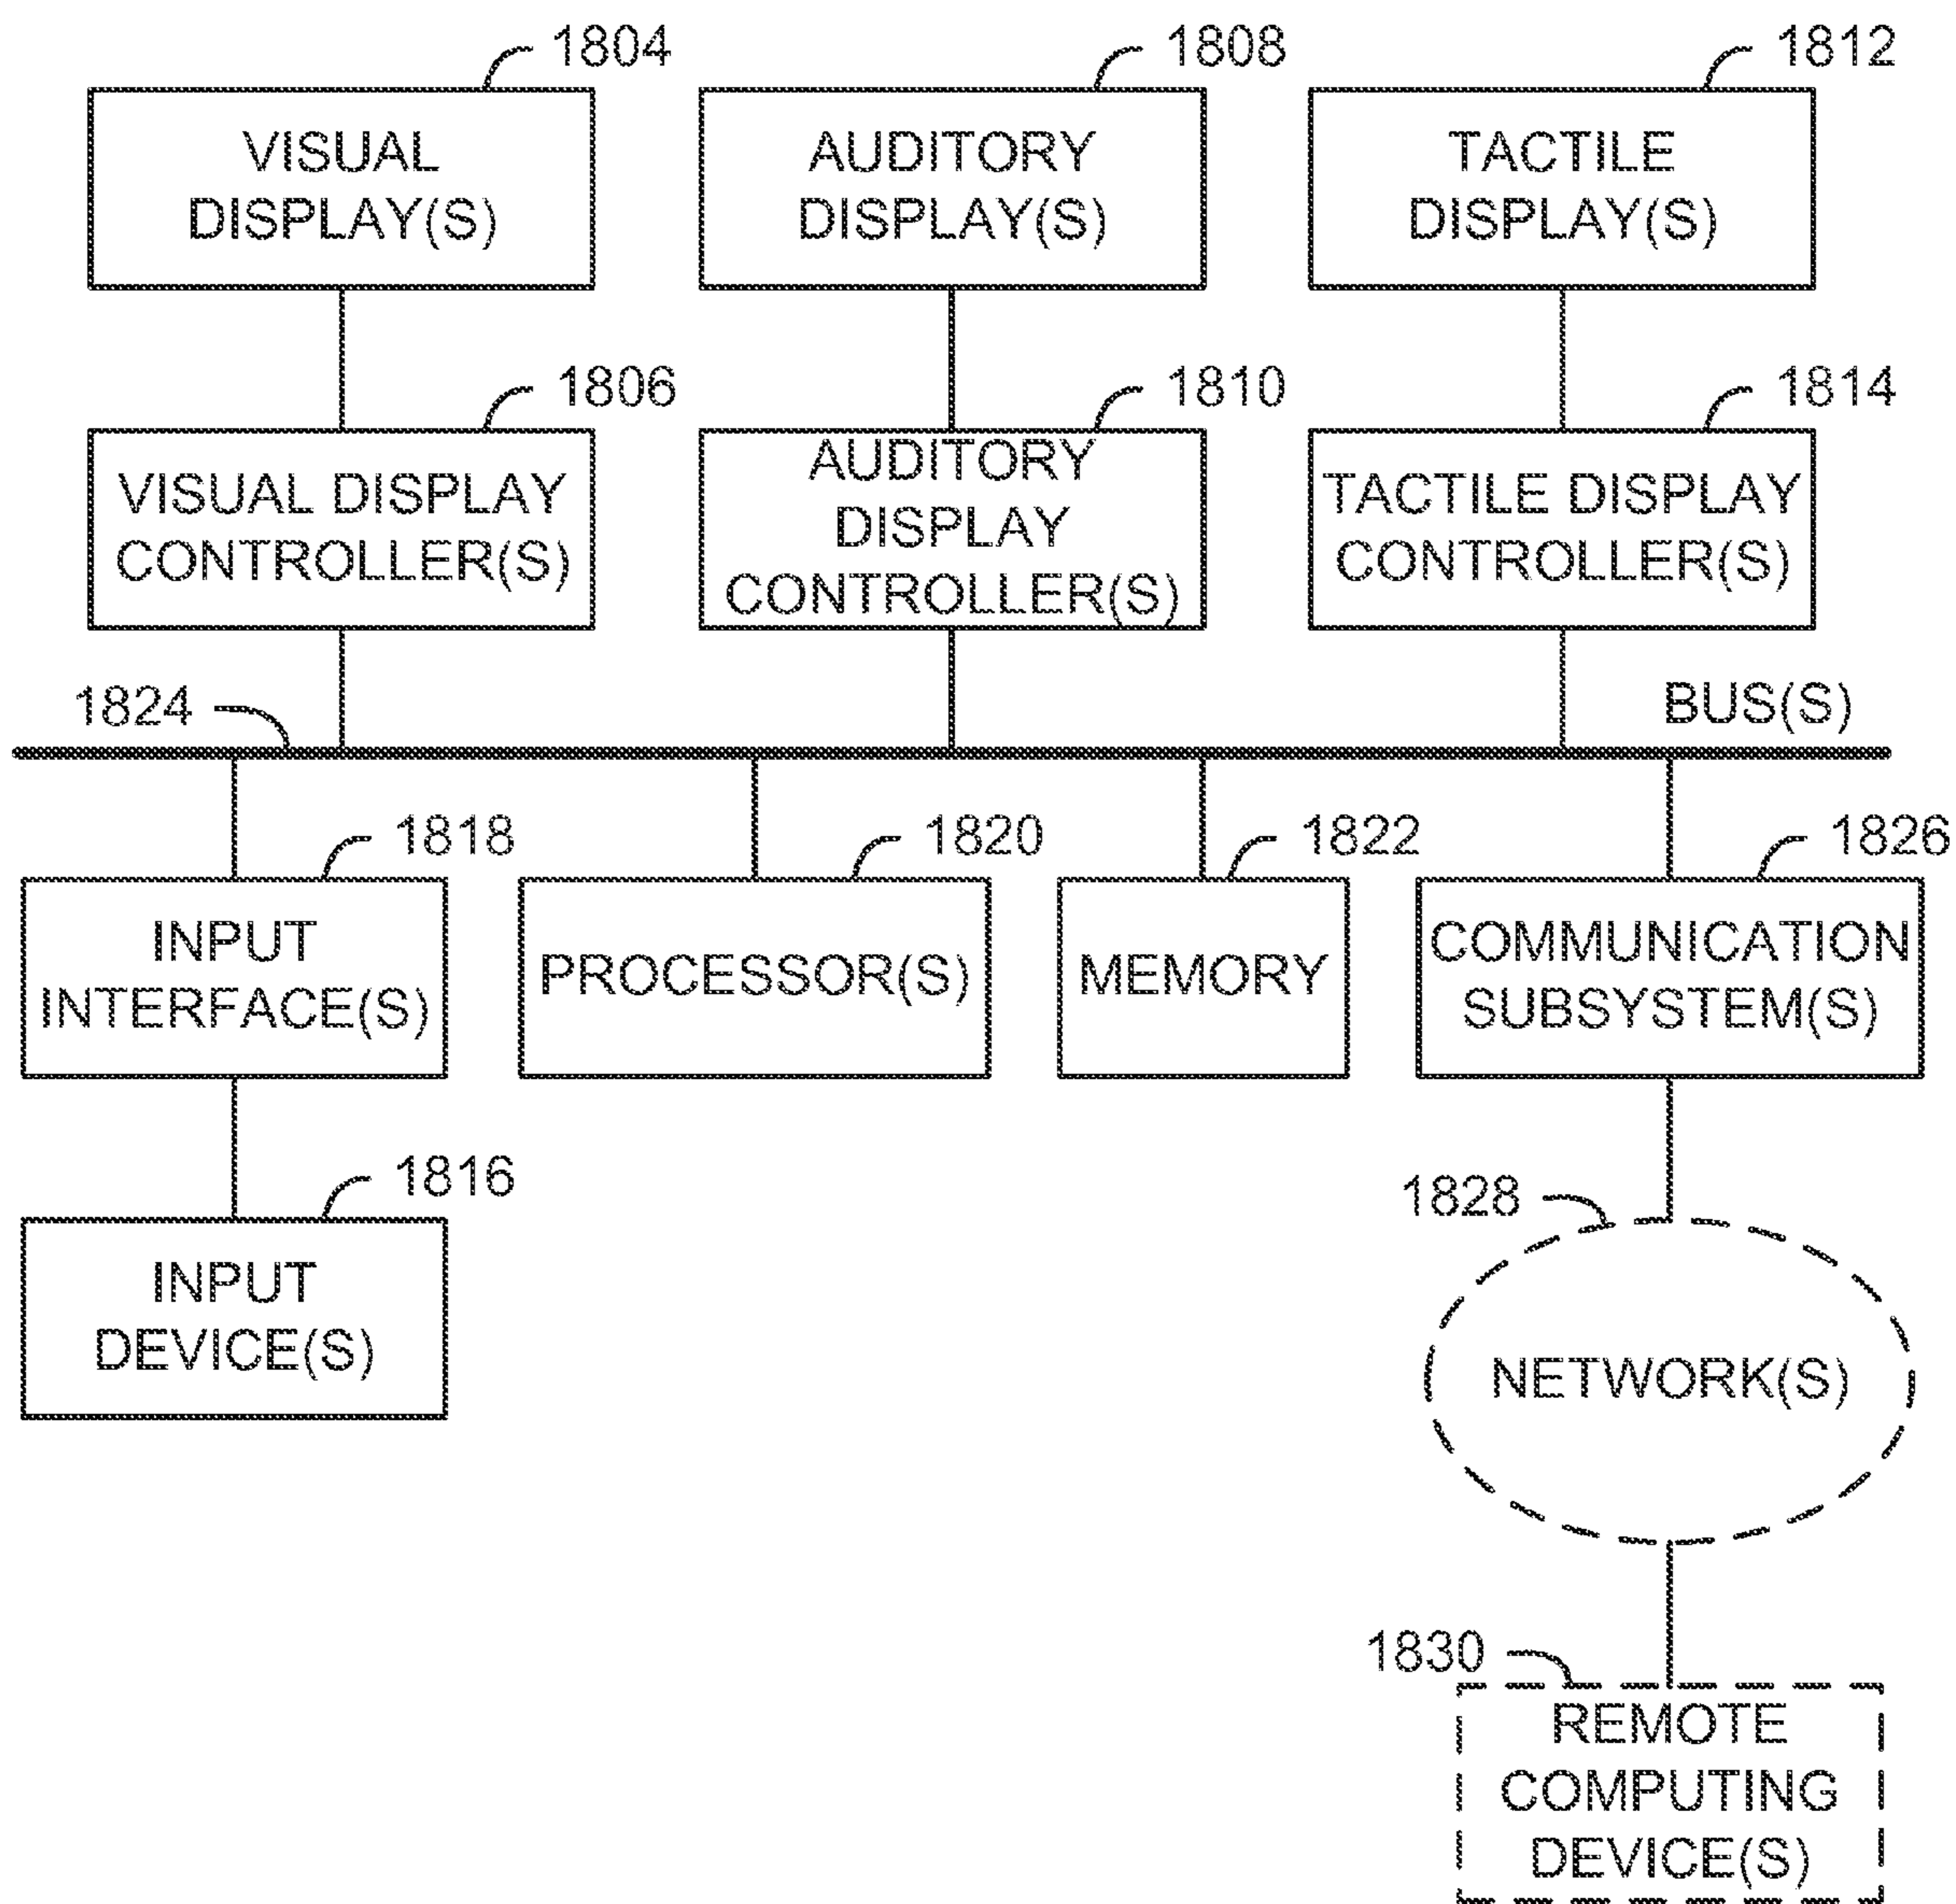 1804
1808
1812
VISUAL
DISPLAY(S)
AUDITORY
DISPLAY(S)
TACTILE
DISPLAY(S)
1806
1810
1814
VISUAL DISPLAY
CONTROLLER(S)
AUDITORY
DISPLAY
CONTROLLER(S)
TACTILE DISPLAY
CONTROLLER(S)
1824
BUS(S)
1818
1820
1822
1826
INPUT
INTERFACE(S)
PROCESSOR(S)
MEMORY
COMMUNICATION
SUBSYSTEM(S)
1816
INPUT
DEVICE(S)
1828
NETWORK(S)
1830
REMOTE
COMPUTING
DEVICE(S)